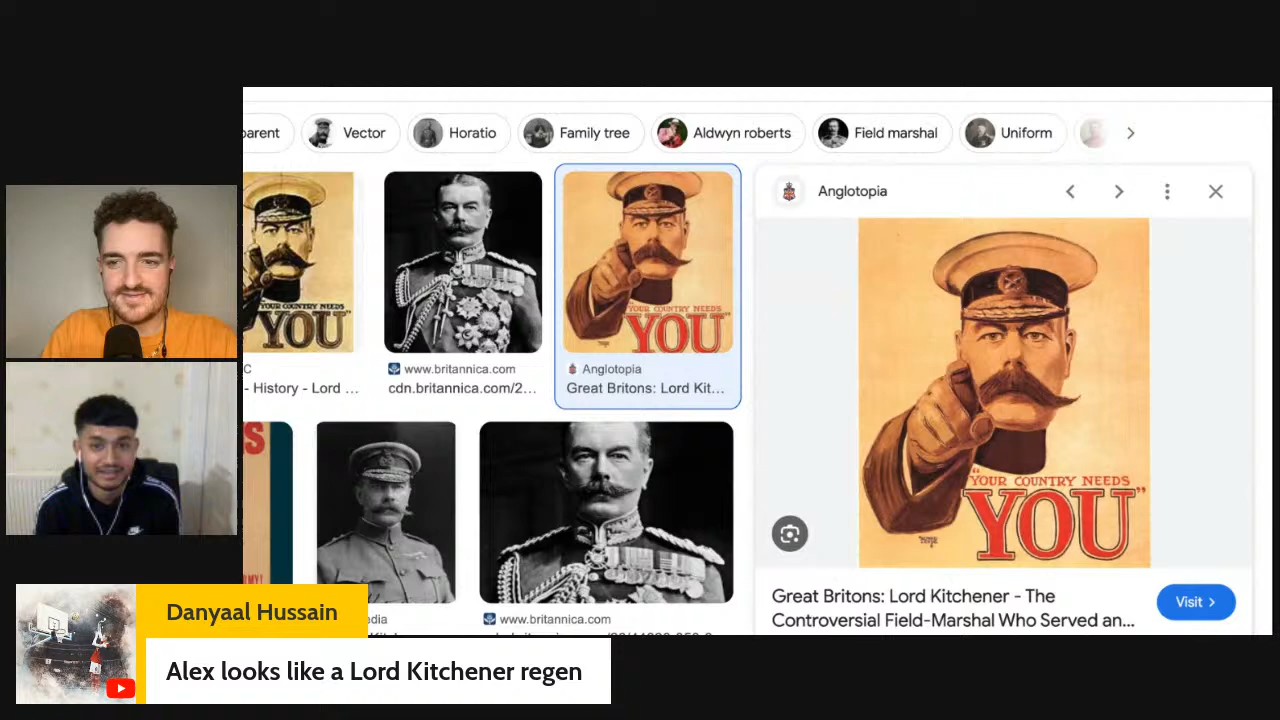 parent
Vector
Horatio
Family tree
Aldwyn roberts
Field marshal
Uniform
Anglotopia
YOUR COUNTRY NEEDS
YOU"
YOUR COUNTRY NEEDS
YOU"
C
- History - Lord ...
www.britannica.com
cdn.britannica.com/2...
Anglotopia
Great Britons: Lord Kit...
"YOUR COUNTRY NEEDS
YOU"
www.britannica.com
Great Britons: Lord Kitchener - The
Controversial Field-Marshal Who Served an...
Visit
Danyaal Hussain
Alex looks like a Lord Kitchener regen